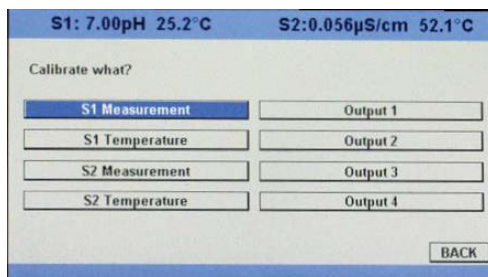 S1: 7.00pH 25.2°C S2:0.056µS/cm 52.1°C
Calibrate what?
S1 Measurement Output 1
S1 Temperature Output 2
S2 Measurement Output 3
S2 Temperature Output 4
BACK